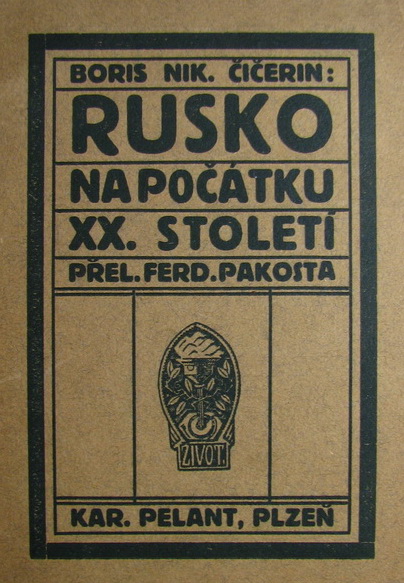 BORIS NIK. ČIČERIN:
RUSKO
NA POČÁTKU
XX. STOLETÍ
PŘEL. FERD. PAKOSTA
ŽIVOT.
KAR. PELANT, PLZEŇ